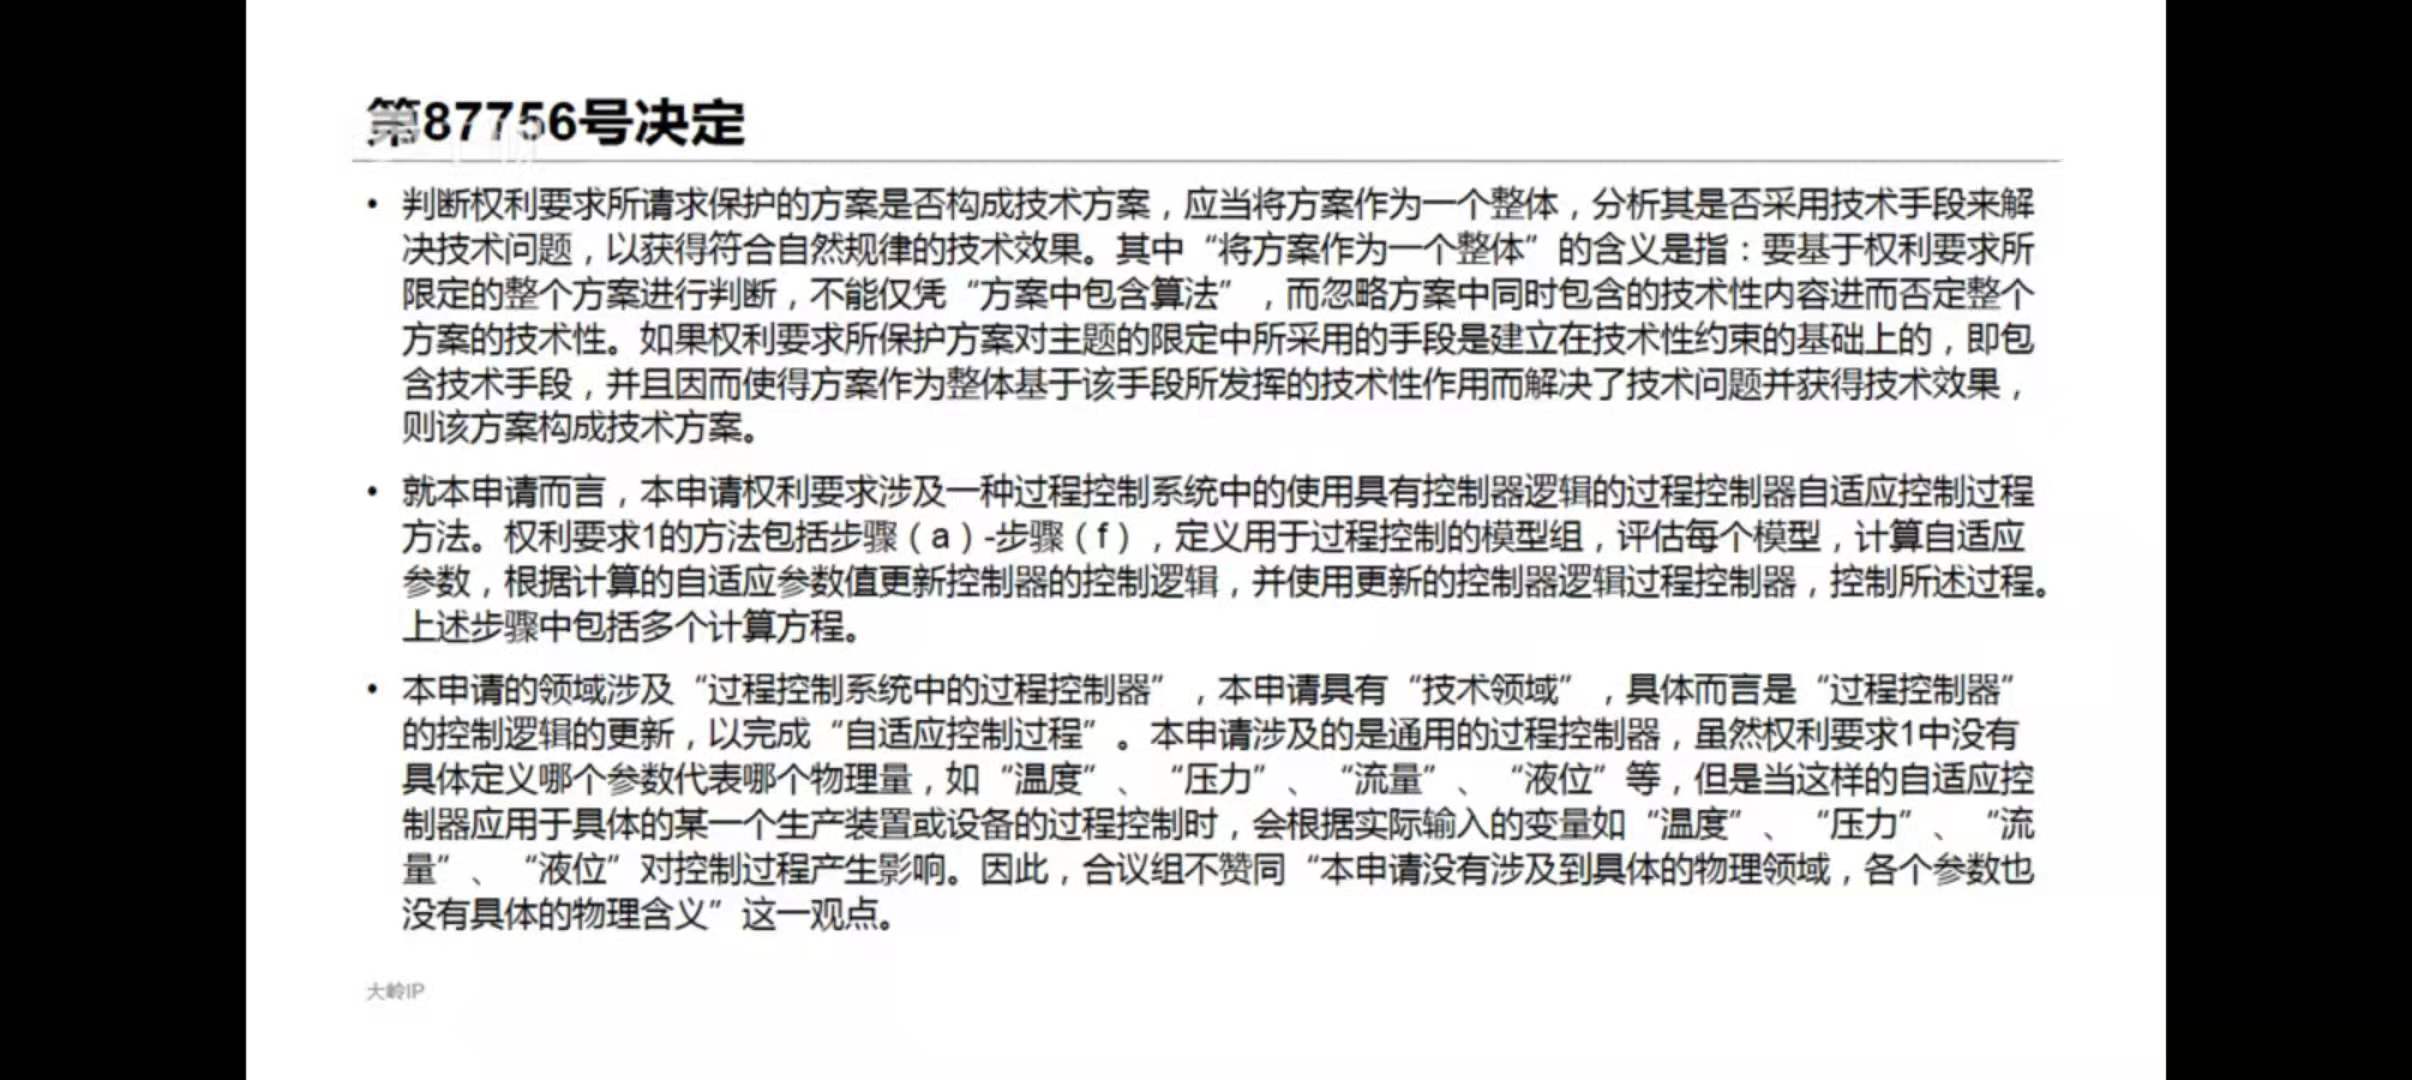 第87756号决定
• 判断权利要求所请求保护的方案是否构成技术方案，应当将方案作为一个整体，分析其是否采用技术手段来解
决技术问题，以获得符合自然规律的技术效果。其中“将方案作为一个整体”的含义是指：要基于权利要求所
限定的整个方案进行判断，不能仅凭“方案中包含算法”，而忽略方案中同时包含的技术性内容进而否定整个
方案的技术性。如果权利要求所保护方案对主题的限定中所采用的手段是建立在技术性约束的基础上的，即包
含技术手段，并且因而使得方案作为整体基于该手段所发挥的技术性作用而解决了技术问题并获得技术效果，
则该方案构成技术方案。
• 就本申请而言，本申请权利要求涉及一种过程控制系统中的使用具有控制器逻辑的过程控制器自适应控制过程
方法。权利要求1的方法包括步骤（a）-步骤（f），定义用于过程控制的模型组，评估每个模型，计算自适应
参数，根据计算的自适应参数值更新控制器的控制逻辑，并使用更新的控制器逻辑过程控制器，控制所述过程。
上述步骤中包括多个计算方程。
• 本申请的领域涉及“过程控制系统中的过程控制器”，本申请具有“技术领域”，具体而言是“过程控制器”
的控制逻辑的更新，以完成“自适应控制过程”。本申请涉及的是通用的过程控制器，虽然权利要求1中没有
具体定义哪个参数代表哪个物理量，如“温度”、“压力”、“流量”、“液位”等，但是当这样的自适应控
制器应用于具体的某一个生产装置或设备的过程控制时，会根据实际输入的变量如“温度”、“压力”、“流
量”、“液位”对控制过程产生影响。因此，合议组不赞同“本申请没有涉及到具体的物理领域，各个参数也
没有具体的物理含义”这一观点。
大岭IP